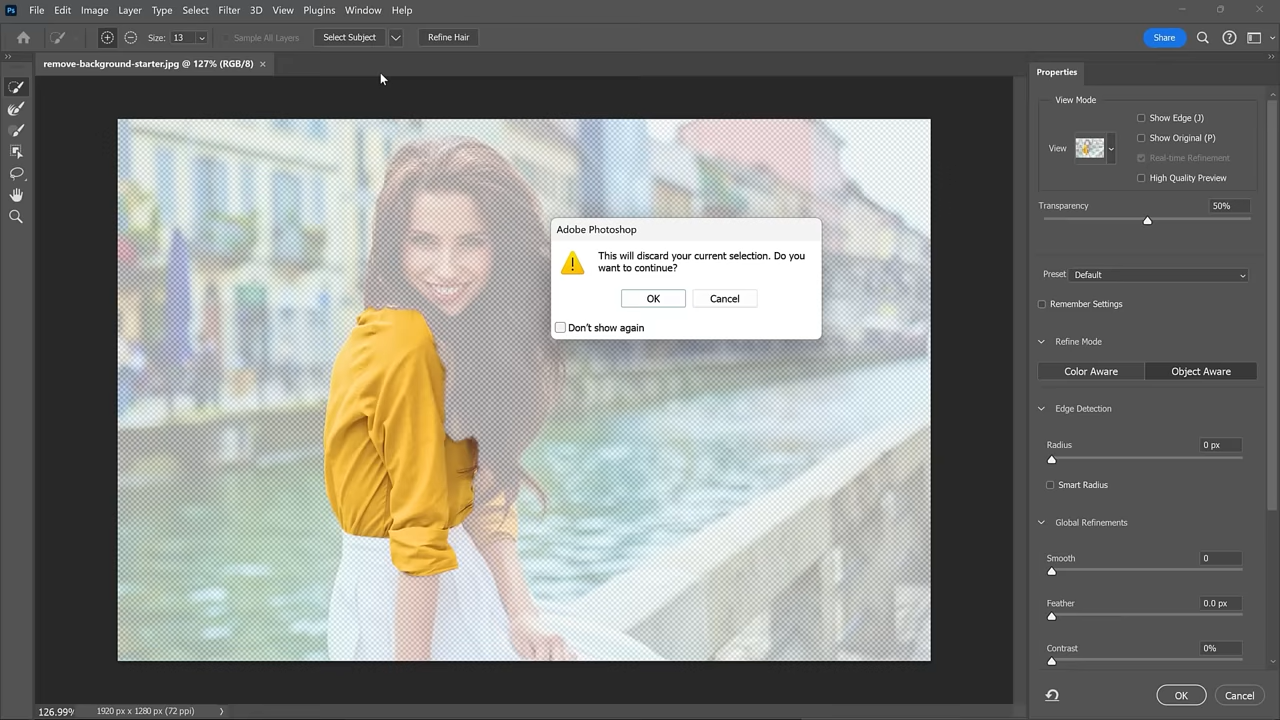 Ps File Edit Image Layer Type Select Filter 3D View Plugins Window Help
Size: 13 Sample All Layers Select Subject Refine Hair Share
remove-background-starter.jpg @ 127% (RGB/8) ×
Properties
View Mode
Show Edge (J)
Show Original (P)
View
Real-time Refinement
High Quality Preview
Transparency 50%
Adobe Photoshop
This will discard your current selection. Do you
want to continue?
OK Cancel
Don't show again
Preset Default
Remember Settings
Refine Mode
Color Aware Object Aware
Edge Detection
Radius 0 px
Smart Radius
Global Refinements
Smooth 0
Feather 0.0 px
Contrast 0%
OK Cancel
126.99% 1920 px x 1280 px (72 ppi)